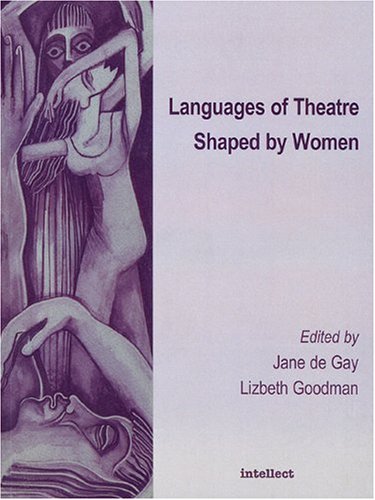 Languages of Theatre
Shaped by Women
Edited by
Jane de Gay
Lizbeth Goodman
intellect